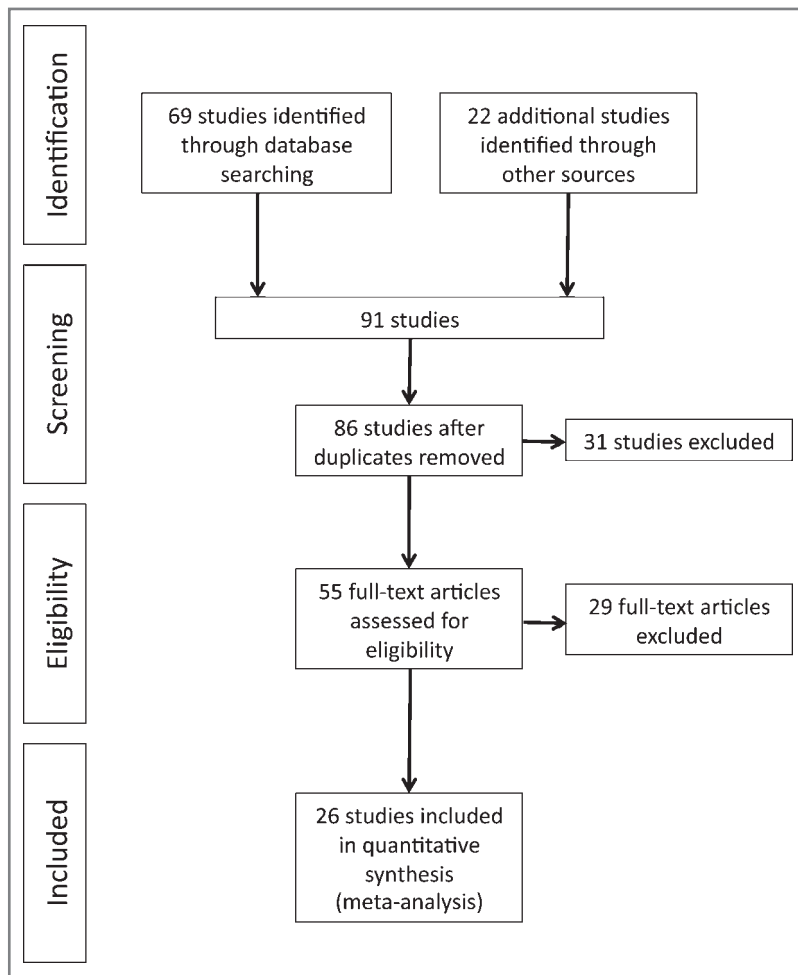 Identification
69 studies identified
through database
searching
22 additional studies
identified through
other sources
Screening
91 studies
86 studies after
duplicates removed
31 studies excluded
Eligibility
55 full-text articles
assessed for
eligibility
29 full-text articles
excluded
Included
26 studies included
in quantitative
synthesis
(meta-analysis)